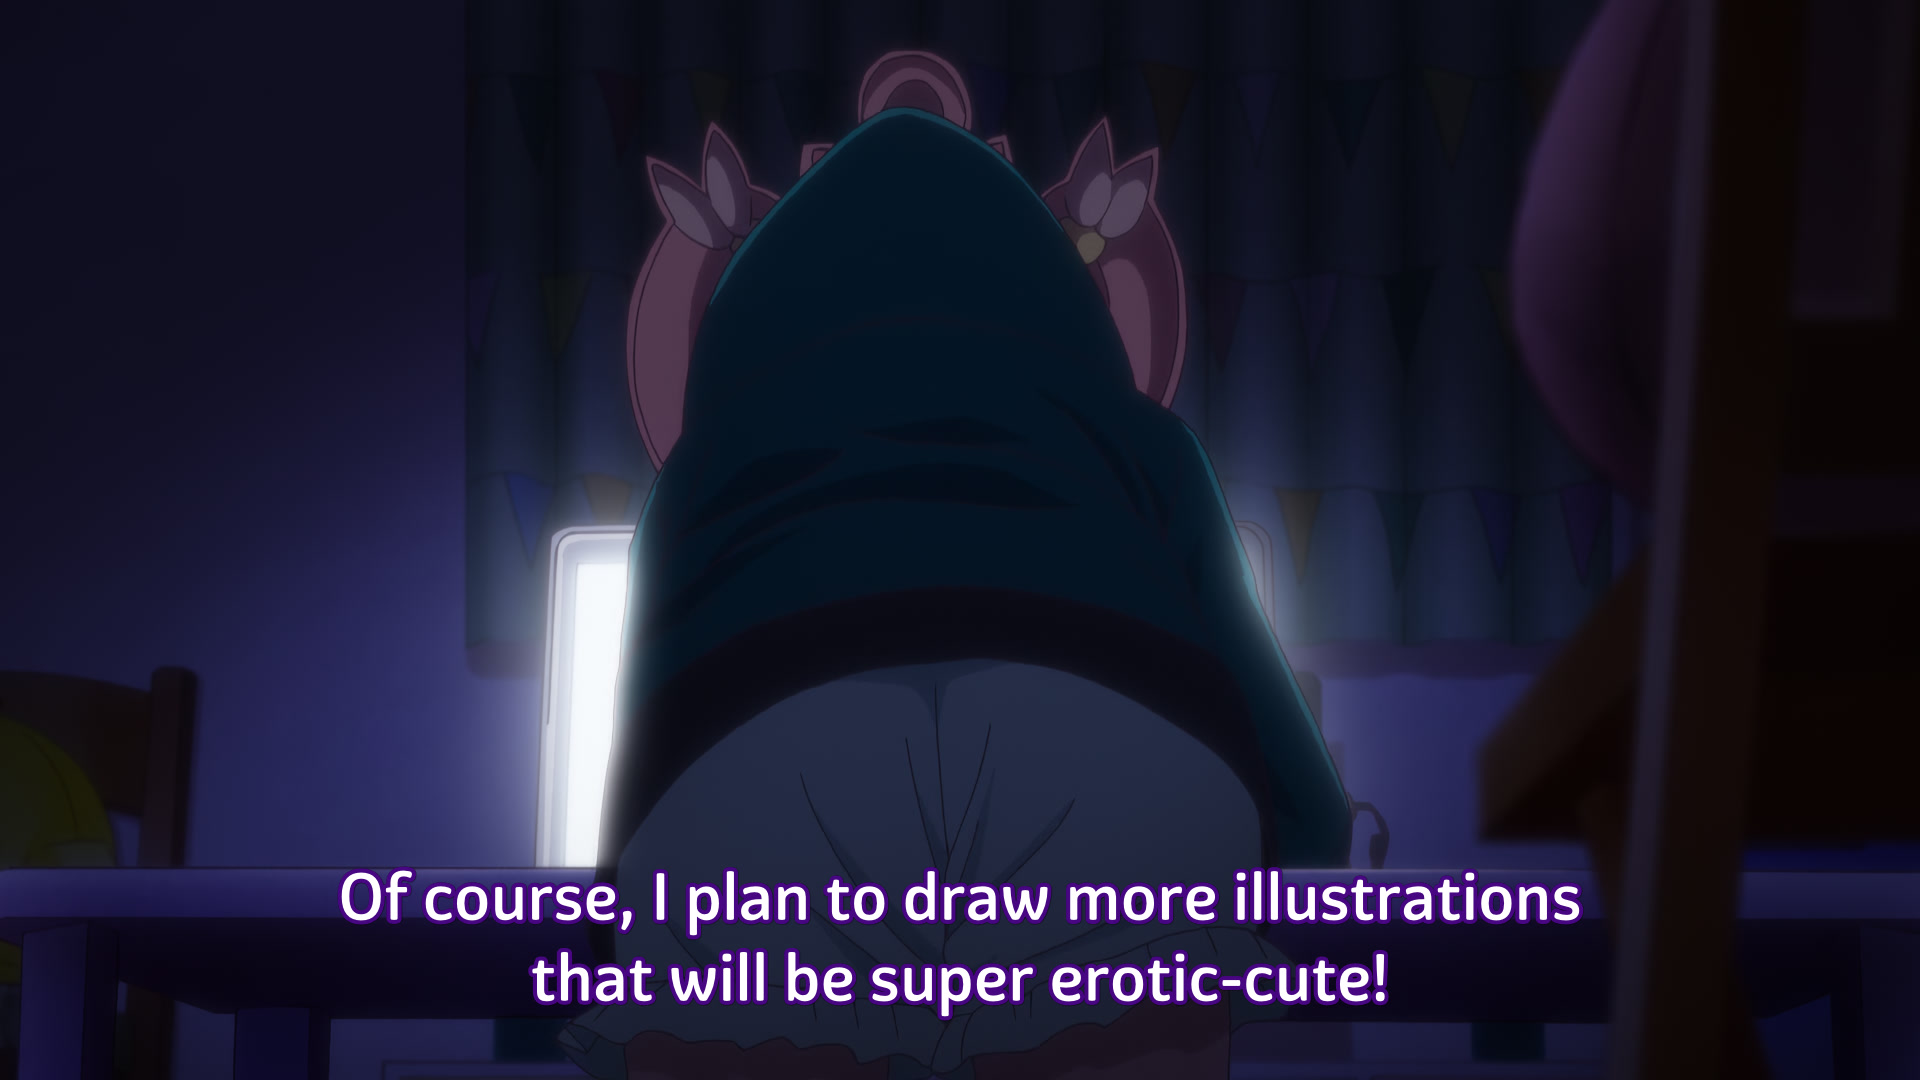 Of course, I plan to draw more illustrations
that will be super erotic-cute!